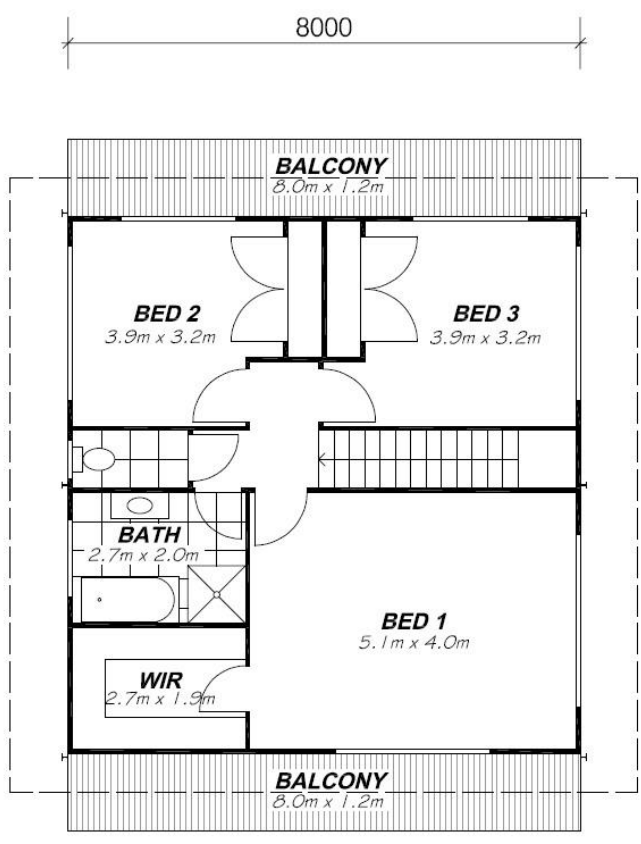 8000
BALCONY
8.0m x 1.2m
BED 2
3.9m x 3.2m
BED 3
3.9m x 3.2m
BATH
2.7m x 2.0m
BED 1
5.1m x 4.0m
WIR
2.7m x 1.9m
BALCONY
8.0m x 1.2m